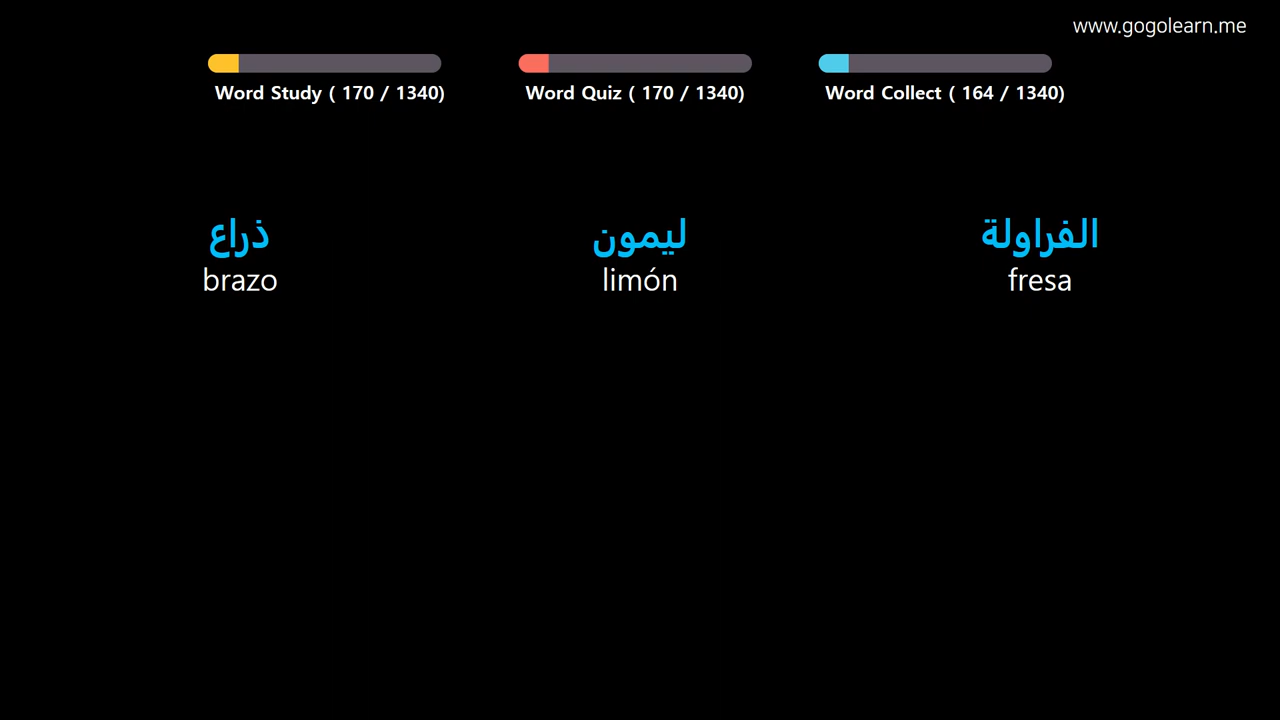 www.gogolearn.me
Word Study ( 170 / 1340)
Word Quiz ( 170 / 1340)
Word Collect ( 164 / 1340)
ذراع
brazo
ليمون
limón
الفراولة
fresa